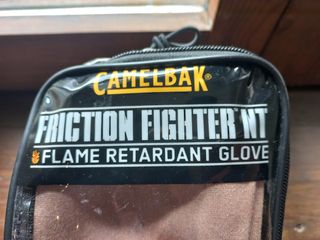 CAMELBAK
FRICTION FIGHTER NT
FLAME RETARDANT GLOVE